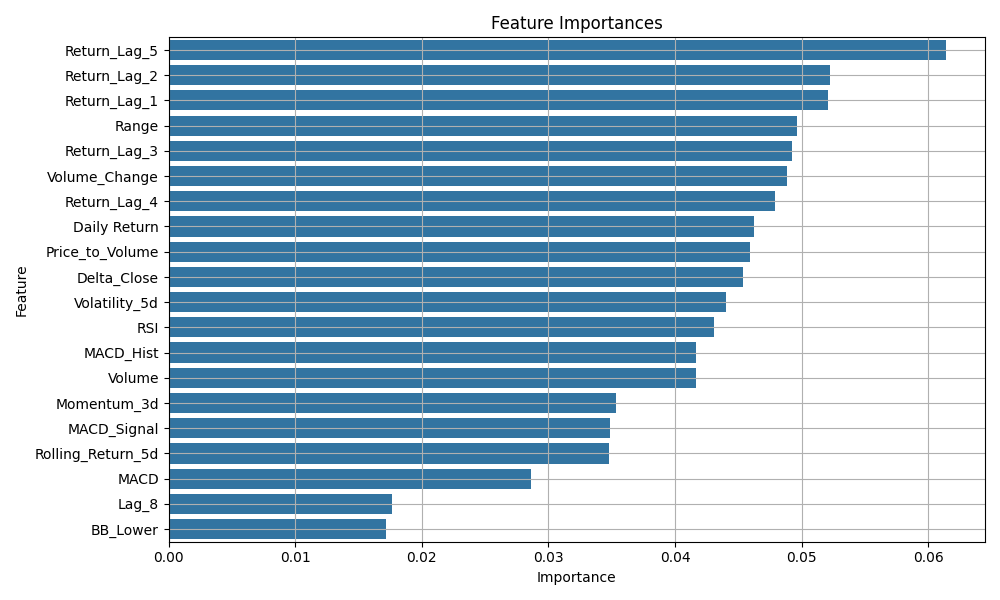 Feature Importances
Feature
Return_Lag_5
Return_Lag_2
Return_Lag_1
Range
Return_Lag_3
Volume_Change
Return_Lag_4
Daily Return
Price_to_Volume
Delta_Close
Volatility_5d
RSI
MACD_Hist
Volume
Momentum_3d
MACD_Signal
Rolling_Return_5d
MACD
Lag_8
BB_Lower
0.00 0.01 0.02 0.03 0.04 0.05 0.06
Importance